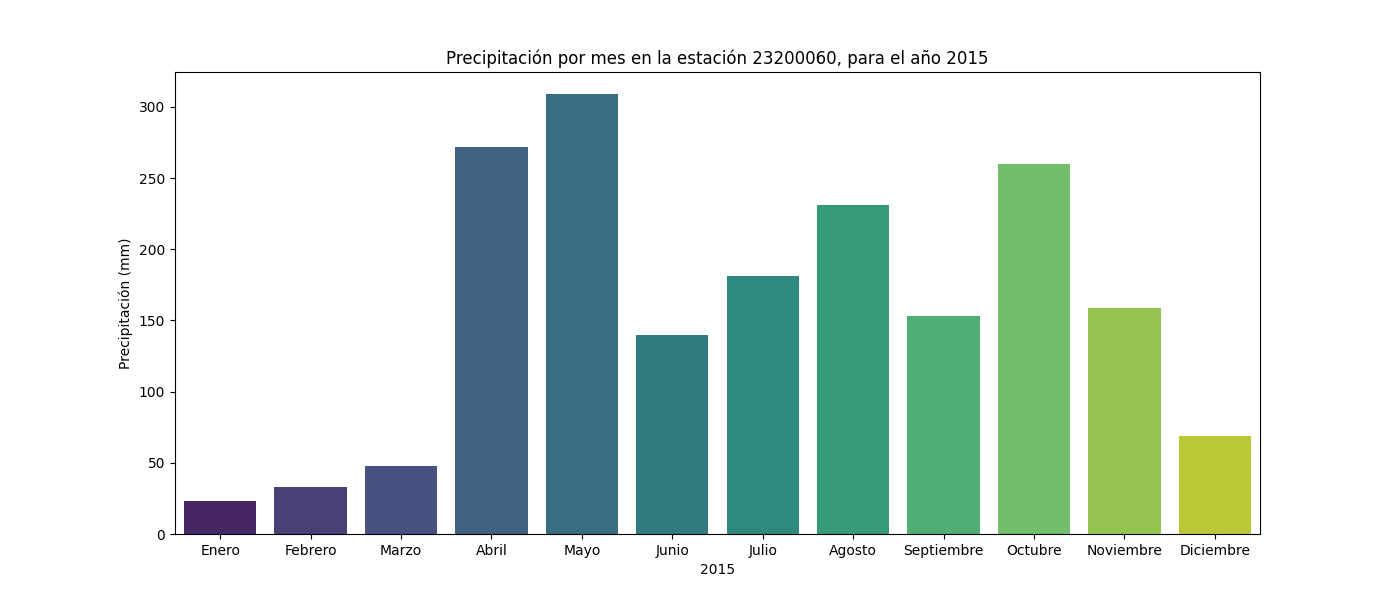 Precipitación por mes en la estación 23200060, para el año 2015
Precipitación (mm)
300
250
200
150
100
50
0
Enero Febrero Marzo Abril Mayo Junio Julio Agosto Septiembre Octubre Noviembre Diciembre
2015